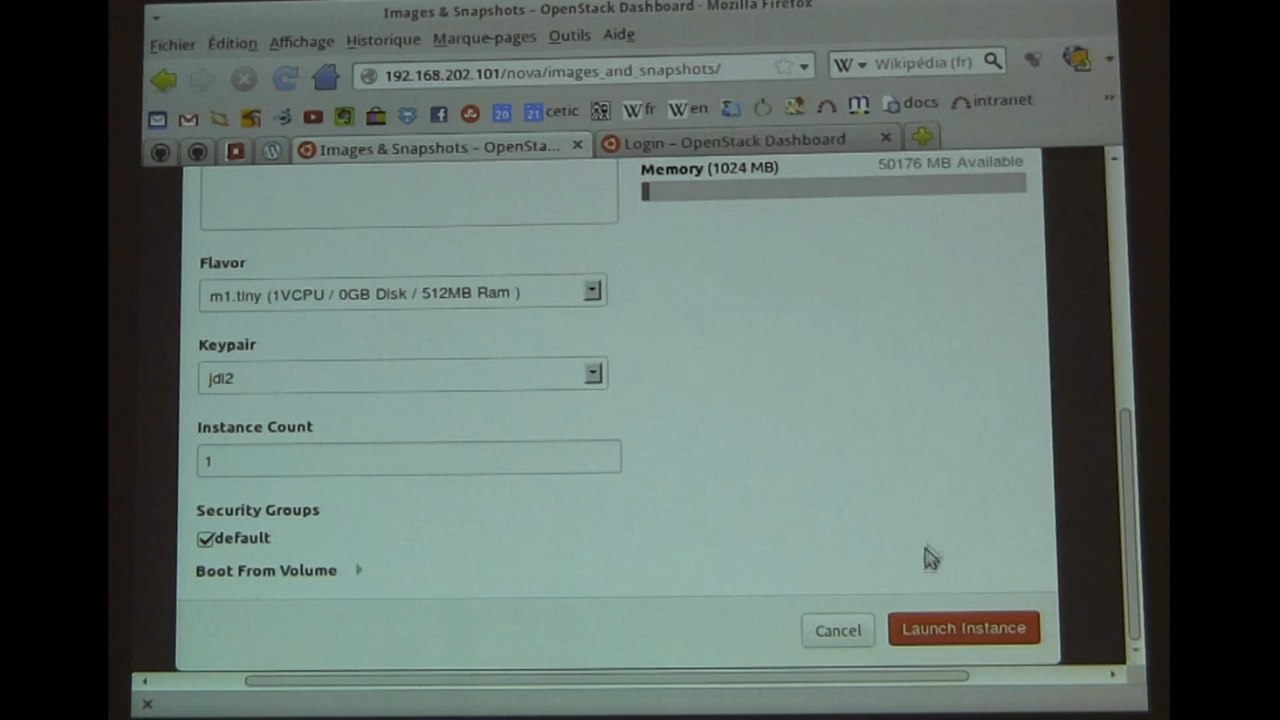 Images & Snapshots – OpenStack Dashboard - Mozilla Firefox
Fichier Édition Affichage Historique Marque-pages Outils Aide
192.168.202.101/nova/images_and_snapshots/ W Wikipédia (fr)
20 21 cetic W fr W en docs intranet
Images & Snapshots – OpenSta... Login – OpenStack Dashboard
Memory (1024 MB) 50176 MB Available
Flavor
m1.tiny (1VCPU / 0GB Disk / 512MB Ram )
Keypair
jdl2
Instance Count
1
Security Groups
default
Boot From Volume
Cancel Launch Instance